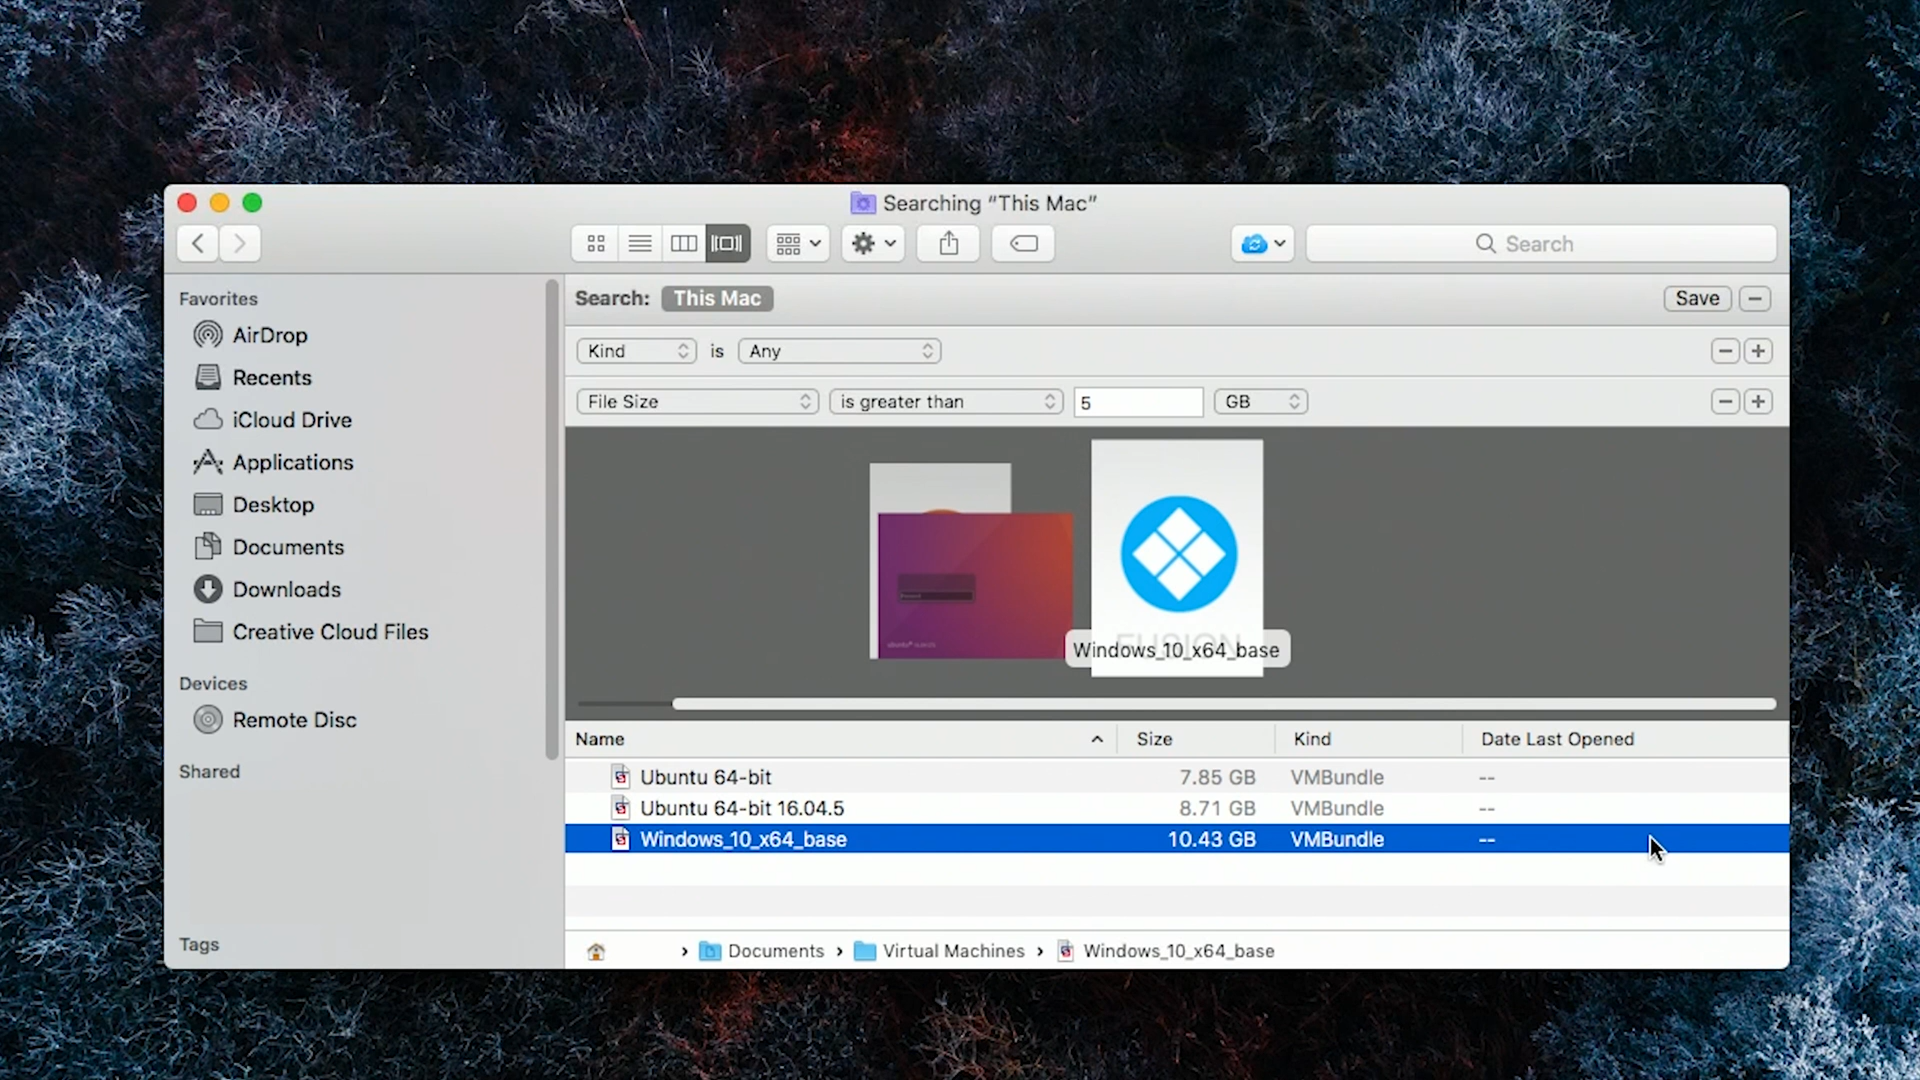 Searching “This Mac”
Search
Search: This Mac Save
Kind is Any
File Size is greater than 5 GB
Favorites
AirDrop
Recents
iCloud Drive
Applications
Desktop
Documents
Downloads
Creative Cloud Files
Devices
Remote Disc
Shared
Tags
FUSION
Windows_10_x64_base
Name Size Kind Date Last Opened
Ubuntu 64-bit 7.85 GB VMBundle --
Ubuntu 64-bit 16.04.5 8.71 GB VMBundle --
Windows_10_x64_base 10.43 GB VMBundle --
Documents › Virtual Machines › Windows_10_x64_base